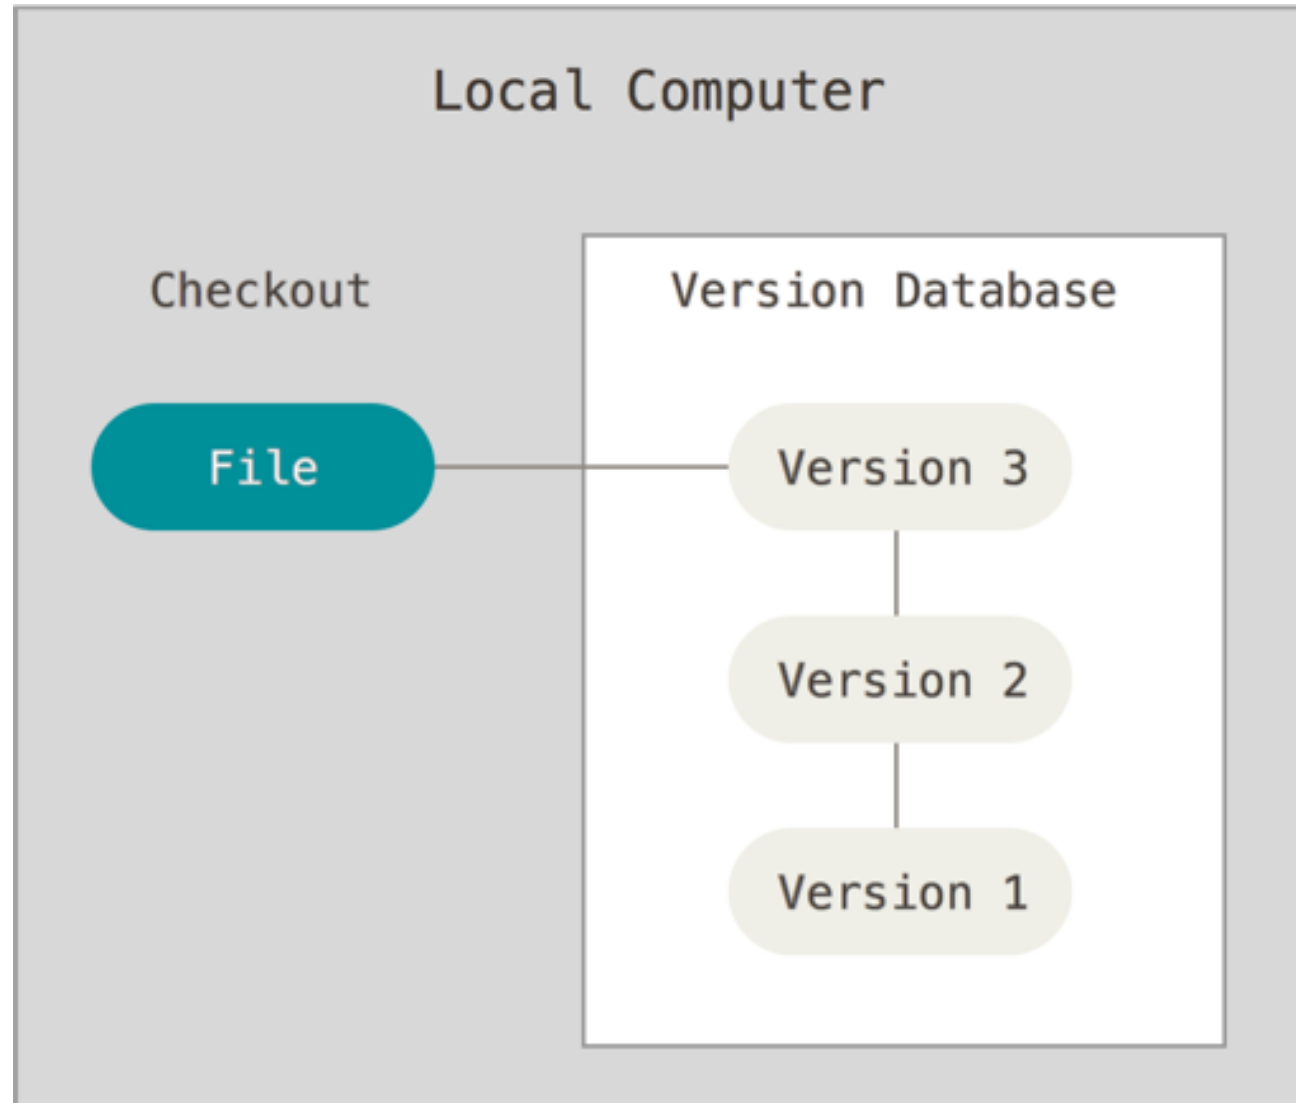 Local Computer
Checkout
Version Database
File
Version 3
Version 2
Version 1